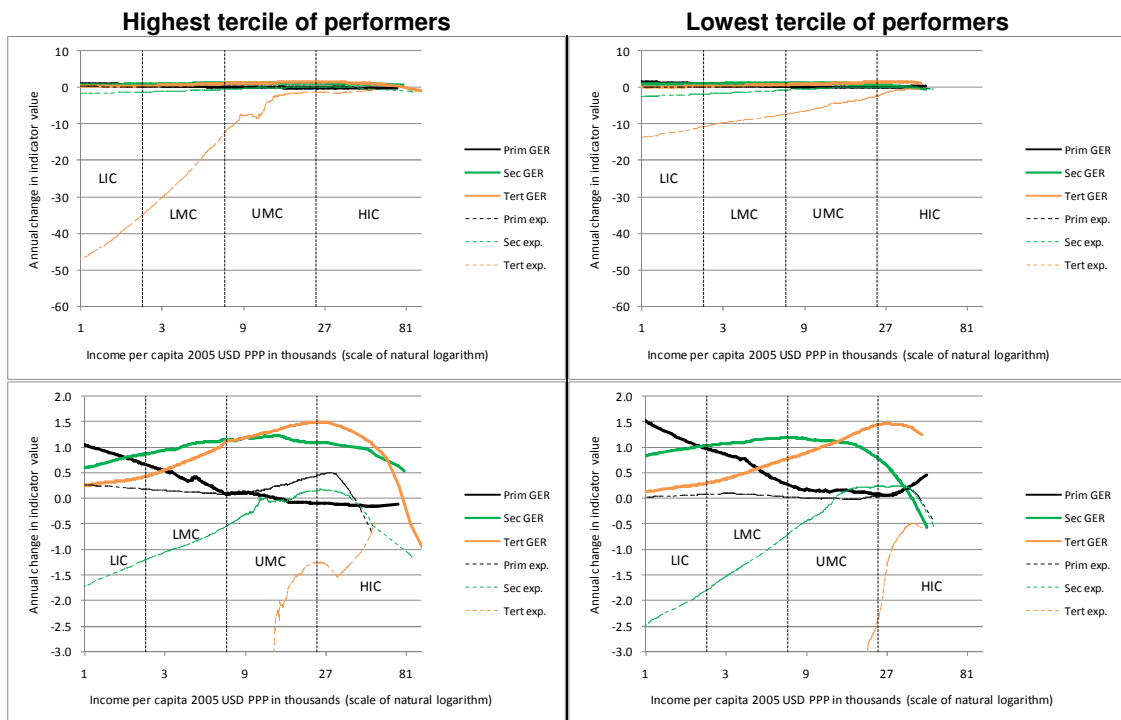 Highest tercile of performers
Lowest tercile of performers
Annual change in indicator value
10
0
-10
-20
-30
-40
-50
-60
LIC
LMC
UMC
HIC
1
3
9
27
81
Income per capita 2005 USD PPP in thousands (scale of natural logarithm)
Prim GER
Sec GER
Tert GER
Prim exp.
Sec exp.
Tert exp.
Annual change in indicator value
10
0
-10
-20
-30
-40
-50
-60
LIC
LMC
UMC
HIC
1
3
9
27
81
Income per capita 2005 USD PPP in thousands (scale of natural logarithm)
Prim GER
Sec GER
Tert GER
Prim exp.
Sec exp.
Tert exp.
Annual change in indicator value
2.0
1.5
1.0
0.5
0.0
-0.5
-1.0
-1.5
-2.0
-2.5
-3.0
LIC
LMC
UMC
HIC
1
3
9
27
81
Income per capita 2005 USD PPP in thousands (scale of natural logarithm)
Prim GER
Sec GER
Tert GER
Prim exp.
Sec exp.
Tert exp.
Annual change in indicator value
2.0
1.5
1.0
0.5
0.0
-0.5
-1.0
-1.5
-2.0
-2.5
-3.0
LIC
LMC
UMC
HIC
1
3
9
27
81
Income per capita 2005 USD PPP in thousands (scale of natural logarithm)
Prim GER
Sec GER
Tert GER
Prim exp.
Sec exp.
Tert exp.